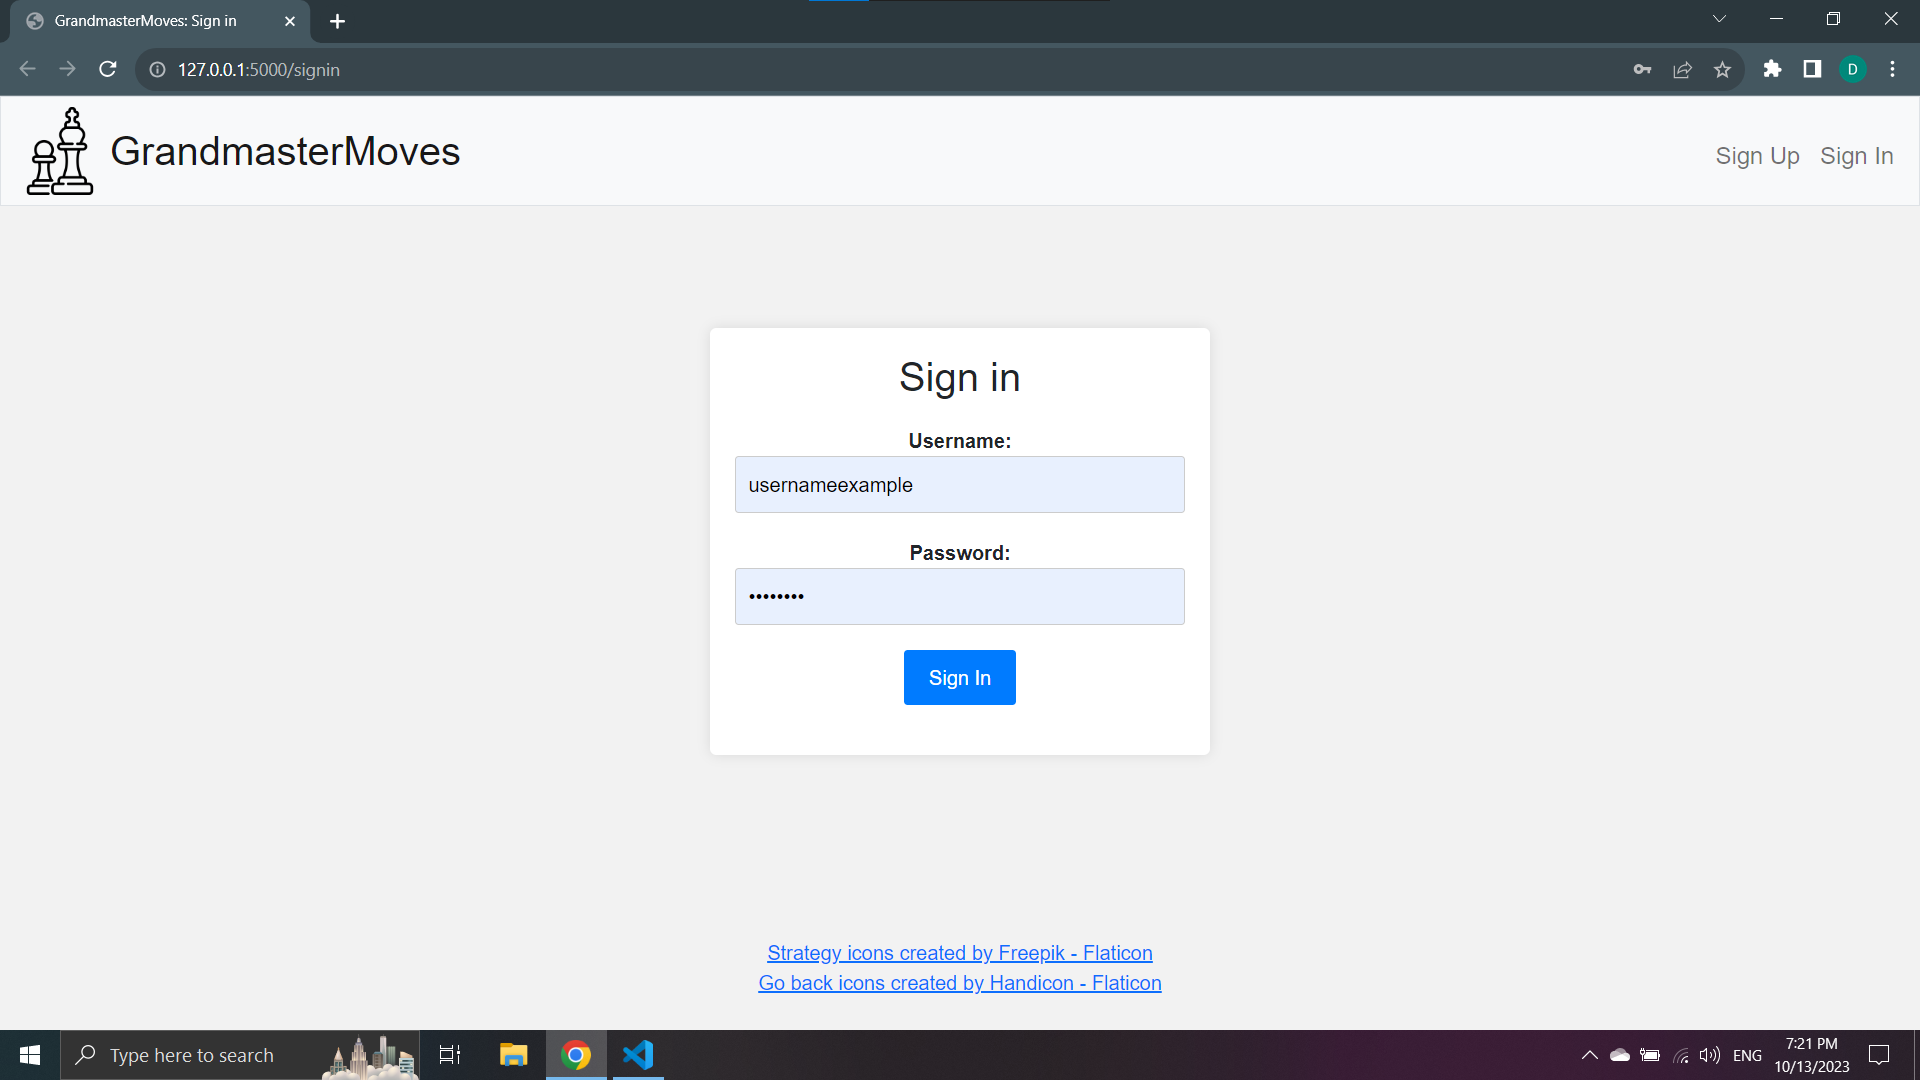 GrandmasterMoves: Sign in
127.0.0.1:5000/signin
D
GrandmasterMoves
Sign Up Sign In
Sign in
Username:
usernameexample
Password:
••••••••
Sign In
Strategy icons created by Freepik - Flaticon
Go back icons created by Handicon - Flaticon
Type here to search
ENG
7:21 PM
10/13/2023